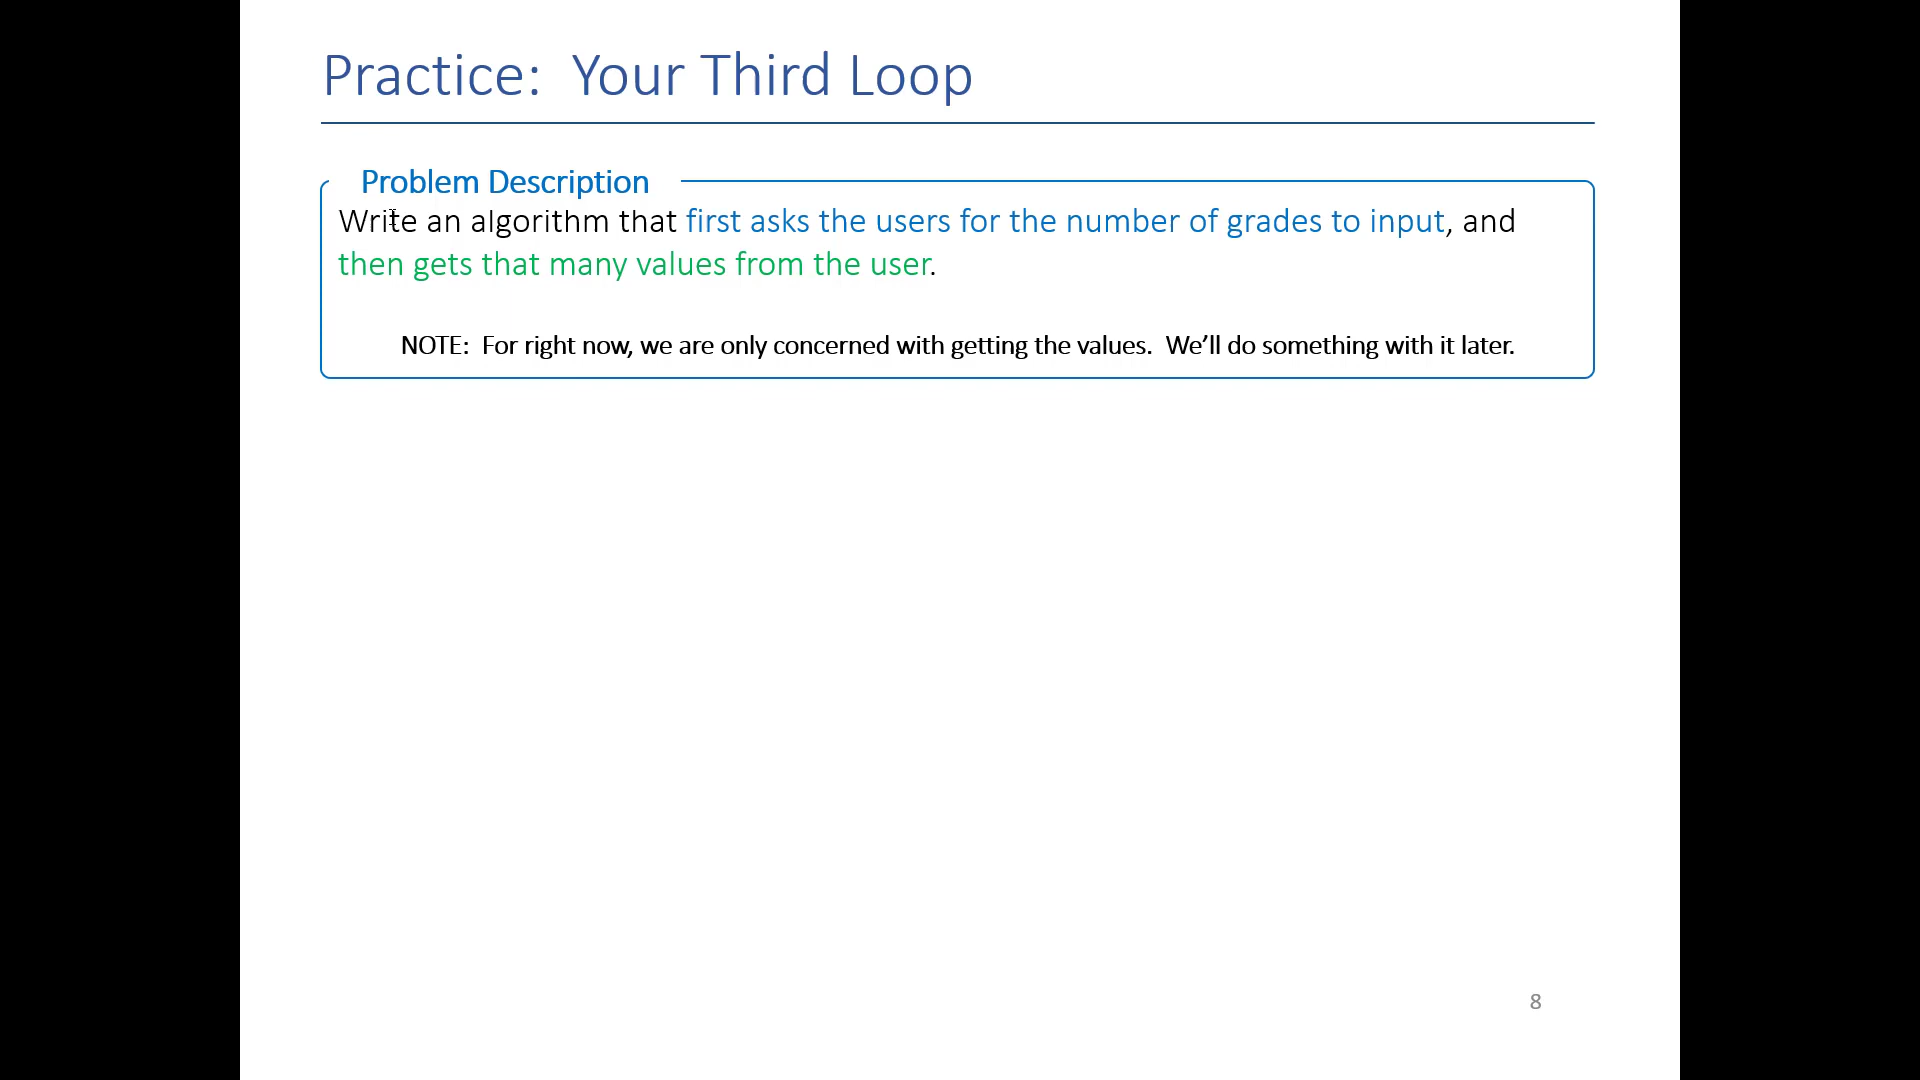 Practice:  Your Third Loop
Problem Description
Write an algorithm that first asks the users for the number of grades to input, and
then gets that many values from the user.
NOTE:  For right now, we are only concerned with getting the values.  We’ll do something with it later.
8